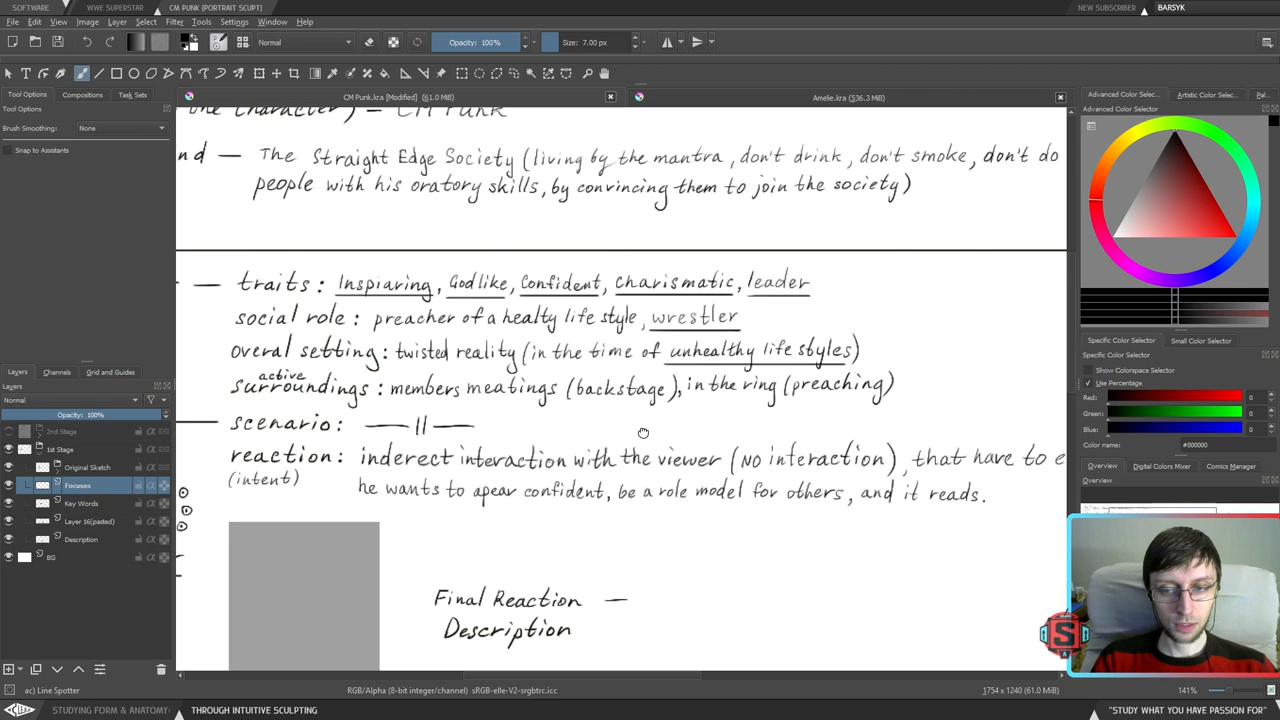 SOFTWARE WWE SUPERSTAR CM PUNK (PORTRAIT SCUPT) NEW SUBSCRIBER BARSYK
File Edit View Image Layer Select Filter Tools Settings Window Help
Normal Opacity: 100% Size: 7.00 px
Tool Options Compositions Task Sets
CM Punk.kra [Modified] (61.0 MiB) Amelie.kra (536.3 MiB)
Advanced Color Selec... Artistic Color Selec... Pal...
Tool Options
Advanced Color Selector
Brush Smoothing: None
Snap to Assistants
one character) = CM Punk
nd — The Straight Edge Society (living by the mantra, don't drink, don't smoke, don't do
people with his oratory skills, by convincing them to join the society)
— traits: Inspiaring, Godlike, Confident, charismatic, leader
social role: preacher of a healty life style, wrestler
overal setting: twisted reality (in the time of unhealthy life styles)
active
surroundings: members meatings (backstage), in the ring (preaching)
scenario: — 11 —
reaction: inderect interaction with the viewer (NO interaction), that have to e
(intent) he wants to apear confident, be a role model for others, and it reads.
Final Reaction —
Description
Specific Color Selector Small Color Selector
Specific Color Selector
Show Colorspace Selector
Use Percentage
Red: 0
Green: 0
Blue: 0
Color name: #000000
Overview Digital Colors Mixer Comics Manager
Overview
Layers Channels Grid and Guides
Layers
Normal
Opacity: 100%
2nd Stage
1st Stage
Original Sketch
Focuses
Key Words
Layer 16(pasted)
Description
BG
S
ac) Line Spotter RGB/Alpha (8-bit integer/channel) sRGB-elle-V2-srgbtrc.icc 1754 x 1240 (61.0 MiB) 141%
STUDYING FORM & ANATOMY THROUGH INTUITIVE SCULPTING "STUDY WHAT YOU HAVE PASSION FOR"